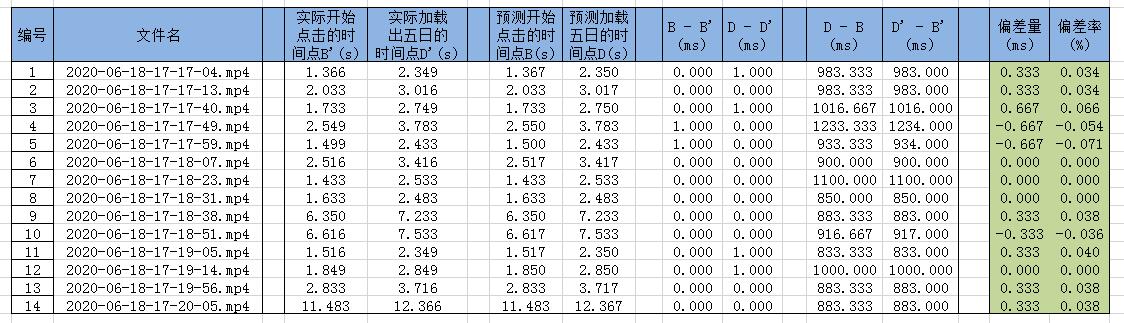 编号 文件名 实际开始点击的时间点B'(s) 实际加载出五日的时间点D'(s) 预测开始点击的时间点B(s) 预测加载五日的时间点D(s) B - B'(ms) D - D'(ms) D - B(ms) D' - B'(ms) 偏差量(ms) 偏差率(%)
1 2020-06-18-17-17-04.mp4 1.366 2.349 1.367 2.350 0.000 1.000 983.333 983.000 0.333 0.034
2 2020-06-18-17-17-13.mp4 2.033 3.016 2.033 3.017 0.000 0.000 983.333 983.000 0.333 0.034
3 2020-06-18-17-17-40.mp4 1.733 2.749 1.733 2.750 0.000 1.000 1016.667 1016.000 0.667 0.066
4 2020-06-18-17-17-49.mp4 2.549 3.783 2.550 3.783 1.000 0.000 1233.333 1234.000 -0.667 -0.054
5 2020-06-18-17-17-59.mp4 1.499 2.433 1.500 2.433 1.000 0.000 933.333 934.000 -0.667 -0.071
6 2020-06-18-17-18-07.mp4 2.516 3.416 2.517 3.417 0.000 0.000 900.000 900.000 0.000 0.000
7 2020-06-18-17-18-23.mp4 1.433 2.533 1.433 2.533 0.000 0.000 1100.000 1100.000 0.000 0.000
8 2020-06-18-17-18-31.mp4 1.633 2.483 1.633 2.483 0.000 0.000 850.000 850.000 0.000 0.000
9 2020-06-18-17-18-38.mp4 6.350 7.233 6.350 7.233 0.000 0.000 883.333 883.000 0.333 0.038
10 2020-06-18-17-18-51.mp4 6.616 7.533 6.617 7.533 0.000 0.000 916.667 917.000 -0.333 -0.036
11 2020-06-18-17-19-05.mp4 1.516 2.349 1.517 2.350 0.000 1.000 833.333 833.000 0.333 0.040
12 2020-06-18-17-19-14.mp4 1.849 2.849 1.850 2.850 0.000 1.000 1000.000 1000.000 0.000 0.000
13 2020-06-18-17-19-56.mp4 2.833 3.716 2.833 3.717 0.000 0.000 883.333 883.000 0.333 0.038
14 2020-06-18-17-20-05.mp4 11.483 12.366 11.483 12.367 0.000 0.000 883.333 883.000 0.333 0.038